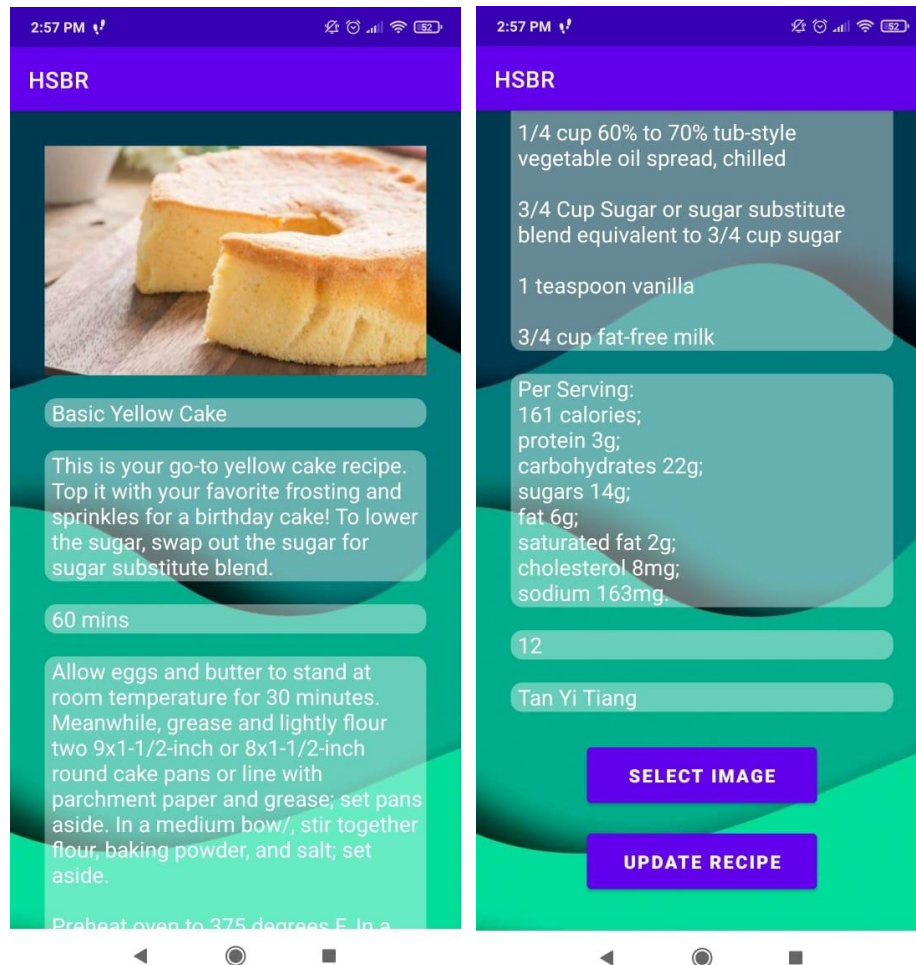 2:57 PM
52
HSBR
Basic Yellow Cake
This is your go-to yellow cake recipe.
Top it with your favorite frosting and
sprinkles for a birthday cake! To lower
the sugar, swap out the sugar for
sugar substitute blend.
60 mins
Allow eggs and butter to stand at
room temperature for 30 minutes.
Meanwhile, grease and lightly flour
two 9x1-1/2-inch or 8x1-1/2-inch
round cake pans or line with
parchment paper and grease; set pans
aside. In a medium bow/, stir together
flour, baking powder, and salt; set
aside.
Preheat oven to 375 degrees F. In a
2:57 PM
52
HSBR
1/4 cup 60% to 70% tub-style
vegetable oil spread, chilled
3/4 Cup Sugar or sugar substitute
blend equivalent to 3/4 cup sugar
1 teaspoon vanilla
3/4 cup fat-free milk
Per Serving:
161 calories;
protein 3g;
carbohydrates 22g;
sugars 14g;
fat 6g;
saturated fat 2g;
cholesterol 8mg;
sodium 163mg.
12
Tan Yi Tiang
SELECT IMAGE
UPDATE RECIPE